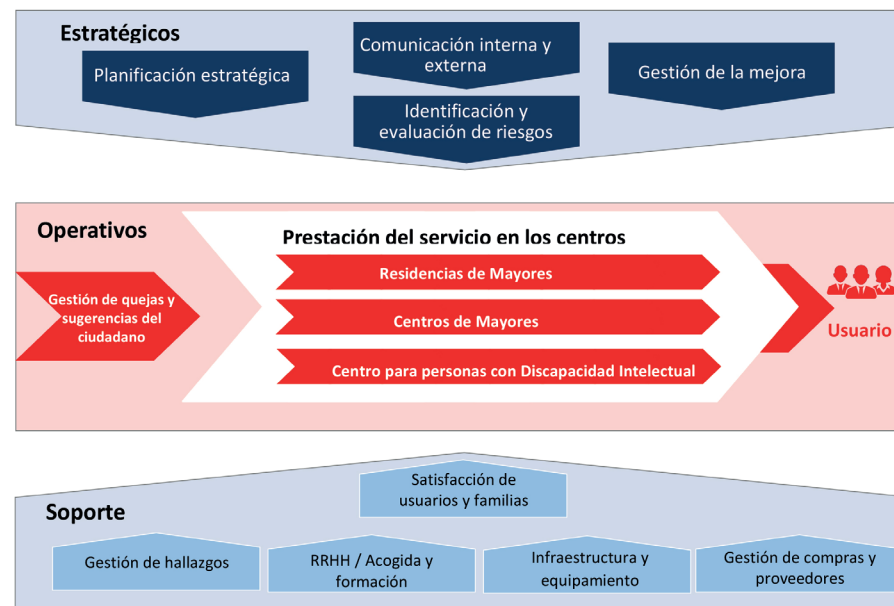 Estratégicos
Planificación estratégica
Comunicación interna y
externa
Identificación y
evaluación de riesgos
Gestión de la mejora
Operativos
Gestión de quejas y
sugerencias del
ciudadano
Prestación del servicio en los centros
Residencias de Mayores
Centros de Mayores
Centro para personas con Discapacidad Intelectual
Usuario
Soporte
Satisfacción de
usuarios y familias
Gestión de hallazgos
RRHH / Acogida y
formación
Infraestructura y
equipamiento
Gestión de compras y
proveedores